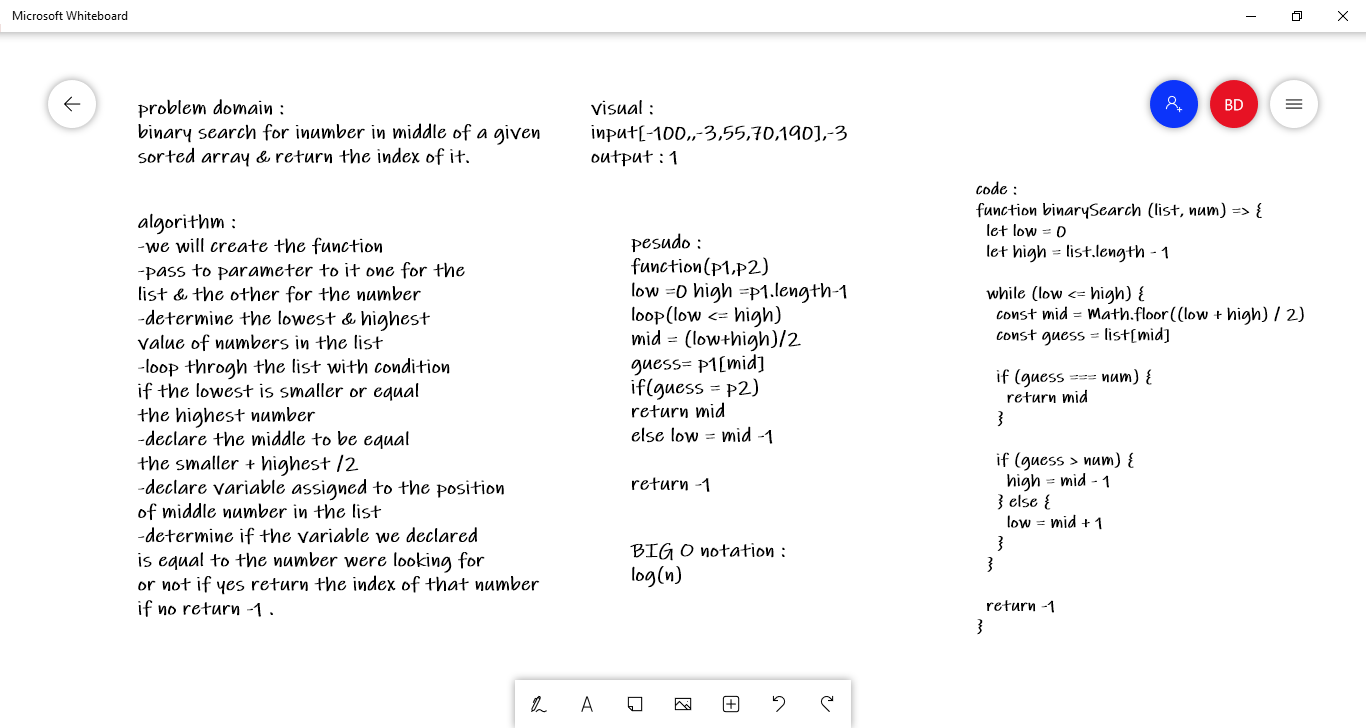 Microsoft Whiteboard
BD
problem domain :
binary search for inumber in middle of a given
sorted array & return the index of it.
algorithm :
-we will create the function
-pass to parameter to it one for the
list & the other for the number
-determine the lowest & highest
value of numbers in the list
-loop throgh the list with condition
if the lowest is smaller or equal
the highest number
-declare the middle to be equal
the smaller + highest /2
-declare variable assigned to the position
of middle number in the list
-determine if the variable we declared
is equal to the number were looking for
or not if yes return the index of that number
if no return -1 .
visual :
input[-100,,-3,55,70,190],-3
output : 1
pesudo :
function(p1,p2)
low =0 high =p1.length-1
loop(low <= high)
mid = (low+high)/2
guess= p1[mid]
if(guess = p2)
return mid
else low = mid -1
return -1
BIG O notation :
log(n)
code :
function binarySearch (list, num) => {
let low = 0
let high = list.length - 1
while (low <= high) {
const mid = Math.floor((low + high) / 2)
const guess = list[mid]
if (guess === num) {
return mid
}
if (guess > num) {
high = mid - 1
} else {
low = mid + 1
}
}
return -1
}